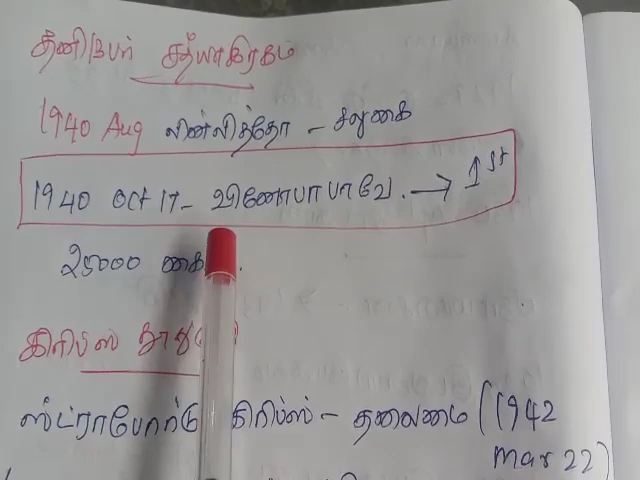 தனிநபர் சத்யாகிரகம்
1940 Aug லின்லித்தோ - சலுகை
1940 Oct 17 - வினோபாபாவே. → 1st
25000 கை
கிரிப்ஸ் தூது
ஸ்ட்ராபோர்டு கிரிப்ஸ் - தலைமை (1942
Mar 22)